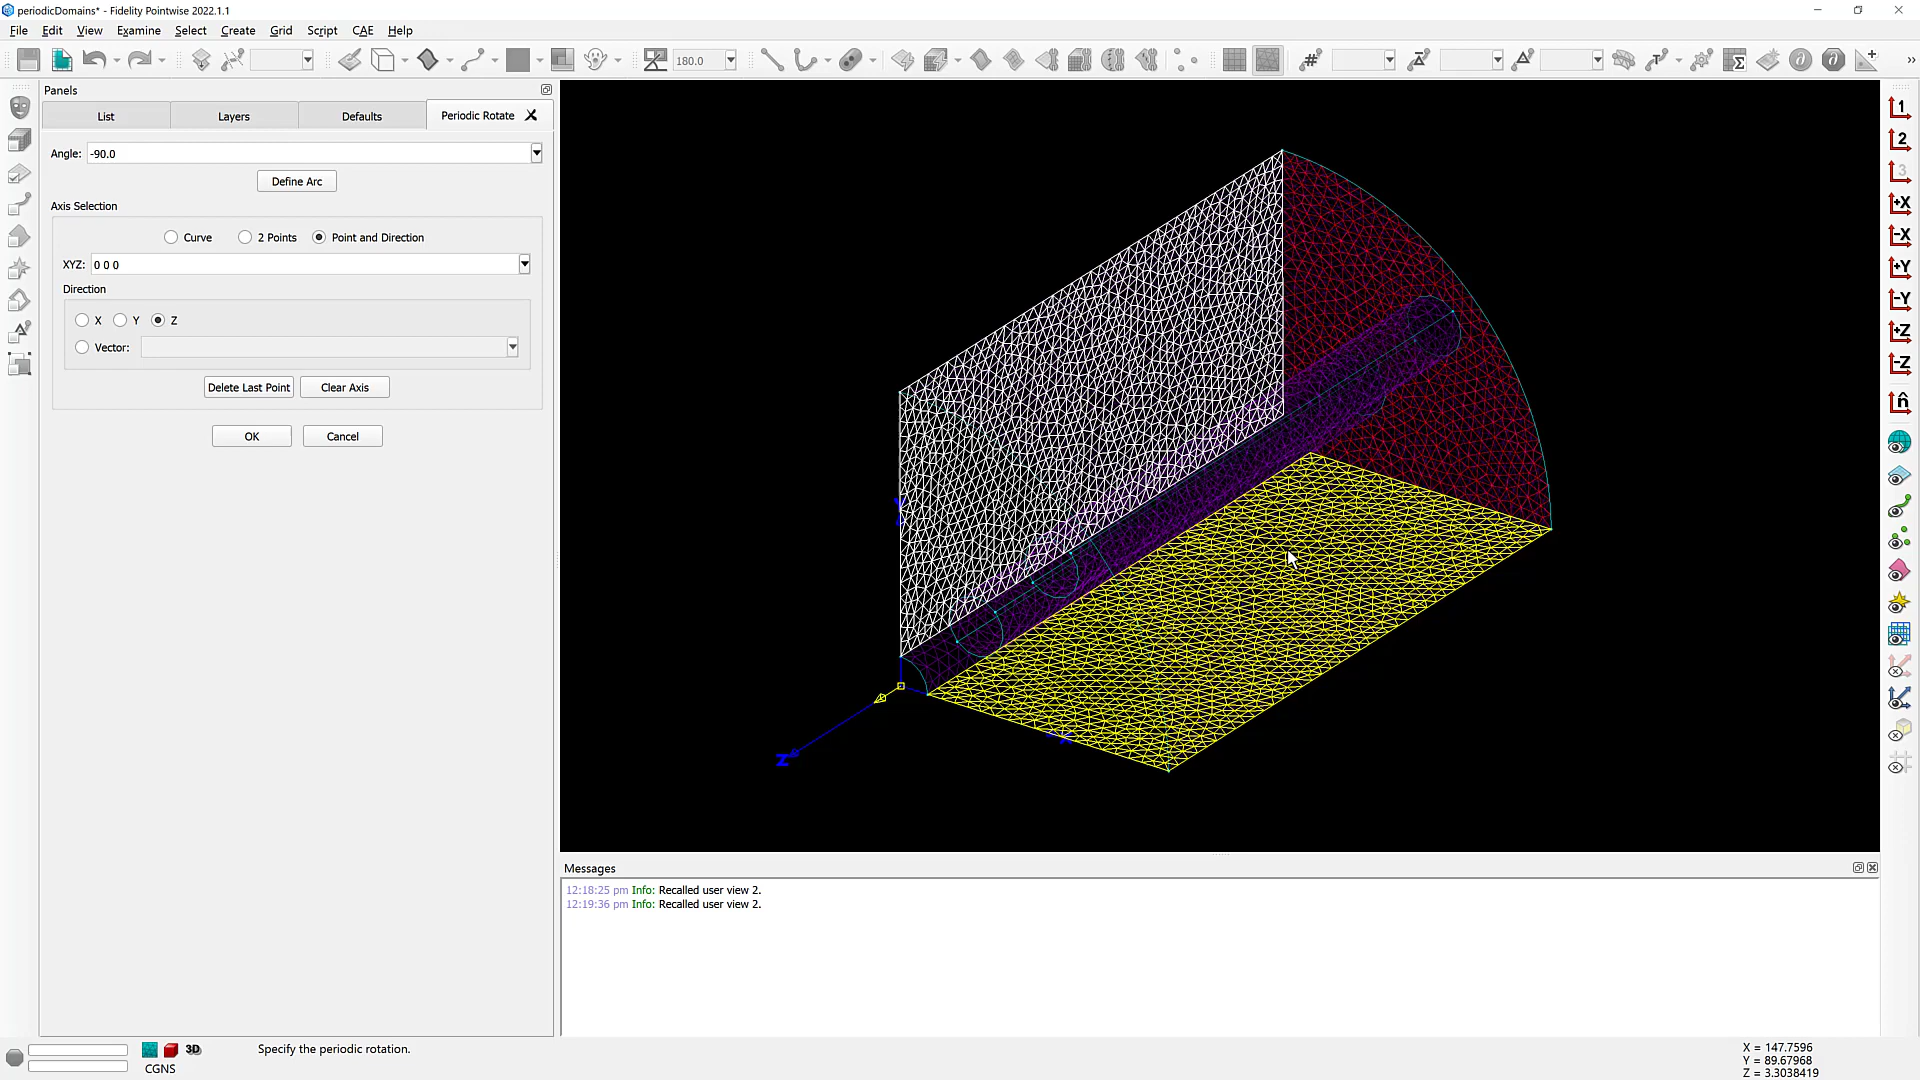 periodicDomains* - Fidelity Pointwise 2022.1.1
File Edit View Examine Select Create Grid Script CAE Help
180.0
Panels
List Layers Defaults Periodic Rotate
Angle: -90.0
Define Arc
Axis Selection
Curve 2 Points Point and Direction
XYZ: 0 0 0
Direction
X Y Z
Vector:
Delete Last Point Clear Axis
OK Cancel
Y
X
Z
1
2
3
+X
-X
+Y
-Y
+Z
-Z
n̂
Messages
12:18:25 pm Info: Recalled user view 2.
12:19:36 pm Info: Recalled user view 2.
3D Specify the periodic rotation.
CGNS
X = 147.7596
Y = 89.67968
Z = 3.3038419